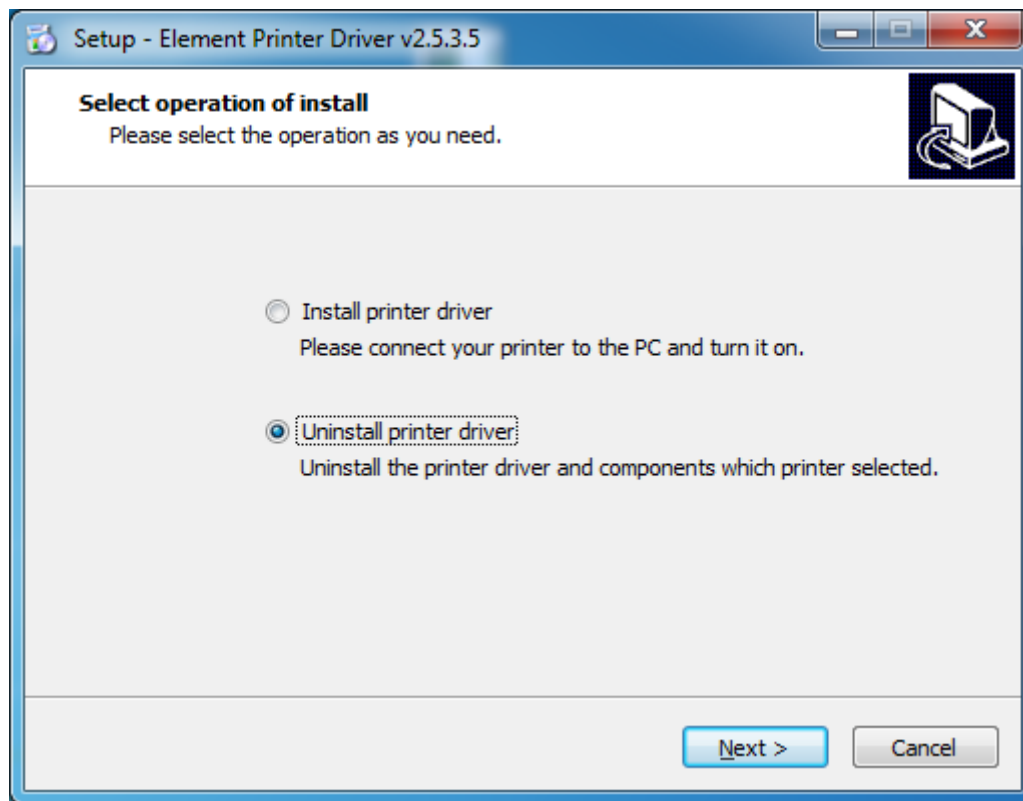 Setup - Element Printer Driver v2.5.3.5
Select operation of install
Please select the operation as you need.
Install printer driver
Please connect your printer to the PC and turn it on.
Uninstall printer driver
Uninstall the printer driver and components which printer selected.
Next >
Cancel